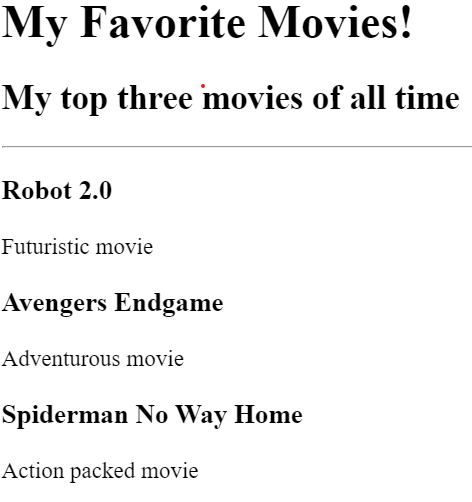 My Favorite Movies!
My top three movies of all time
Robot 2.0
Futuristic movie
Avengers Endgame
Adventurous movie
Spiderman No Way Home
Action packed movie